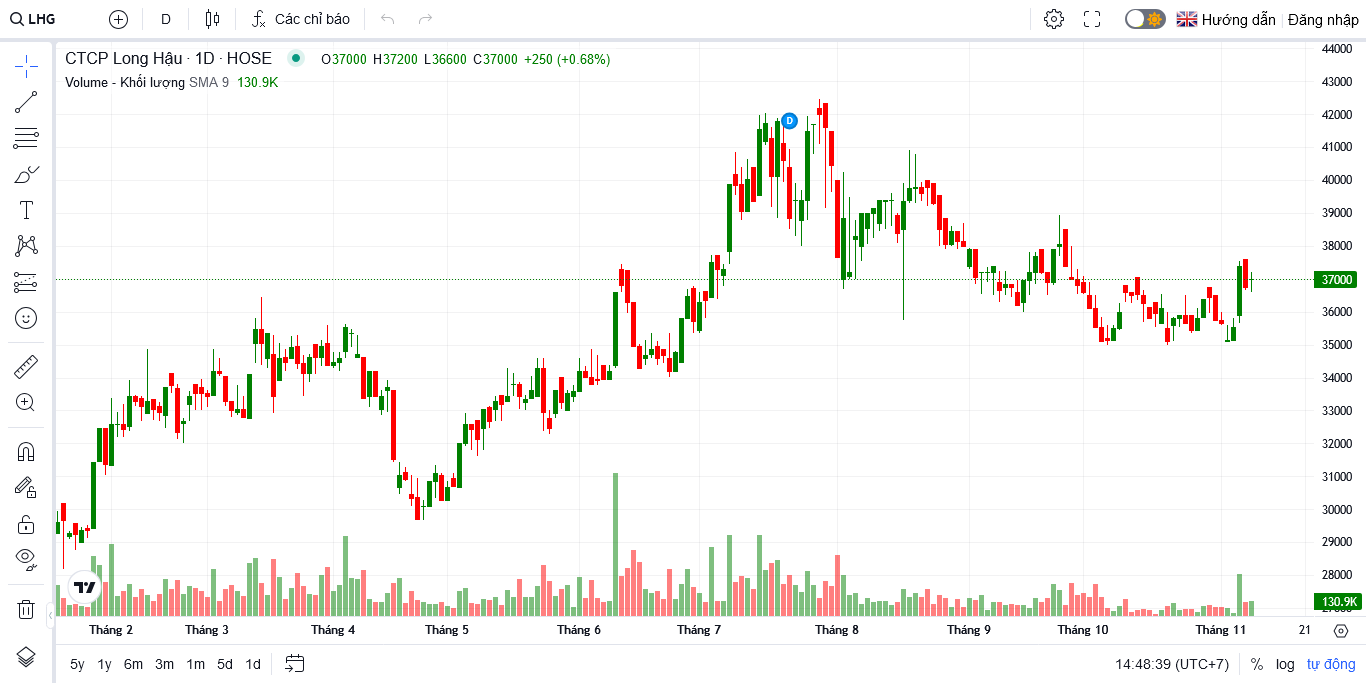 LHG D Các chỉ báo Hướng dẫn Đăng nhập
CTCP Long Hậu · 1D · HOSE O37000 H37200 L36600 C37000 +250 (+0.68%)
Volume - Khối lượng SMA 9 130.9K
D
44000
43000
42000
41000
40000
39000
38000
37000
36000
35000
34000
33000
32000
31000
30000
29000
28000
130.9K
Tháng 2 Tháng 3 Tháng 4 Tháng 5 Tháng 6 Tháng 7 Tháng 8 Tháng 9 Tháng 10 Tháng 11 21
5y 1y 6m 3m 1m 5d 1d 14:48:39 (UTC+7) % log tự động